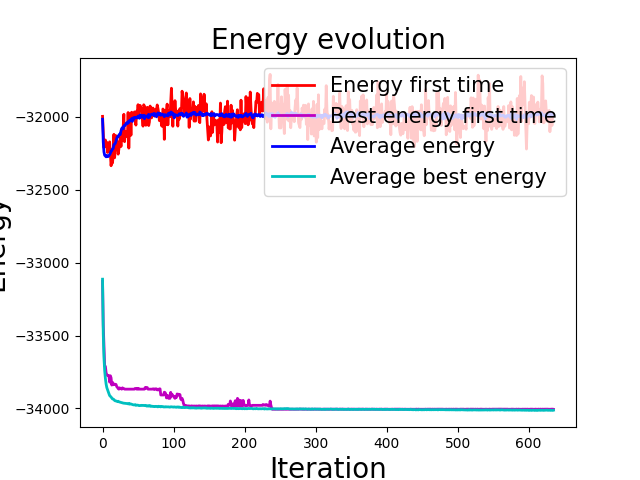 Energy evolution
Energy first time
Best energy first time
Average energy
Average best energy
−32000
−32500
−33000
−33500
−34000
Energy
0 100 200 300 400 500 600
Iteration